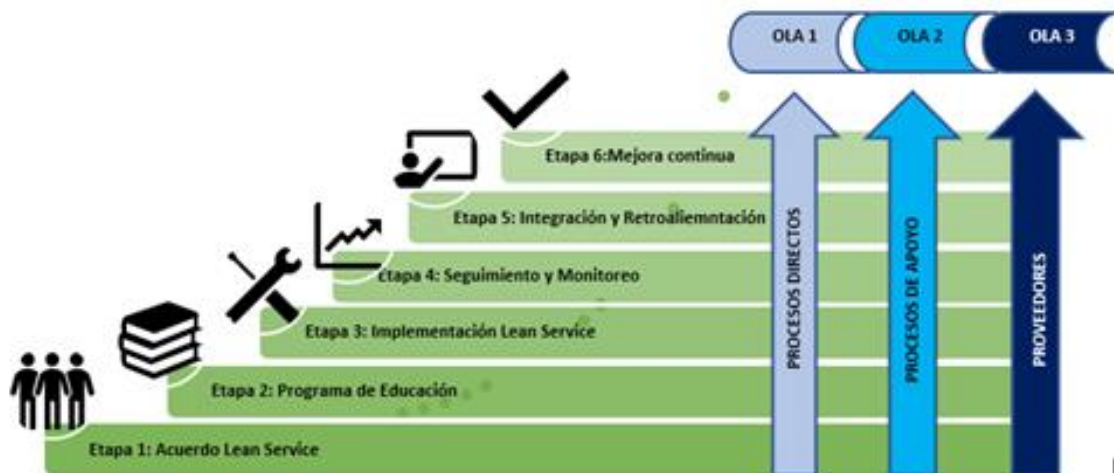 OLA 1
OLA 2
OLA 3
Etapa 6:Mejora continua
Etapa 5: Integración y Retroaliemntación
Etapa 4: Seguimiento y Monitoreo
Etapa 3: Implementación Lean Service
Etapa 2: Programa de Educación
Etapa 1: Acuerdo Lean Service
PROCESOS DIRECTOS
PROCESOS DE APOYO
PROVEEDORES